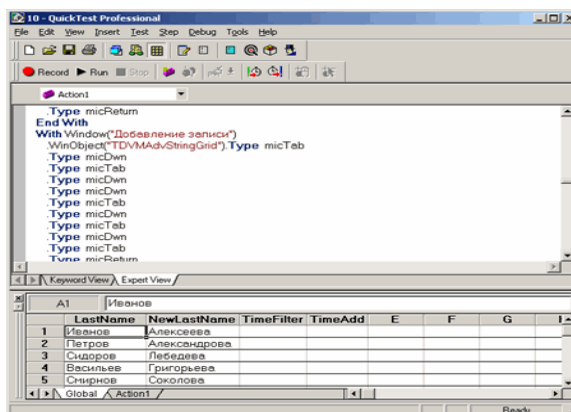 10 - QuickTest Professional
File Edit View Insert Test Step Debug Tools Help
Record Run Stop
Action1
.Type micReturn
End With
With Window("Добавление записи")
.WinObject("TDVMAdvStringGrid").Type micTab
.Type micDwn
.Type micTab
.Type micDwn
.Type micDwn
.Type micTab
.Type micDwn
.Type micTab
.Type micDwn
.Type micTab
.Type micReturn
Keyword View Expert View
A1 Иванов
LastName NewLastName TimeFilter TimeAdd E F G
1 Иванов Алексеева
2 Петров Александрова
3 Сидоров Лебедева
4 Васильев Григорьева
5 Смирнов Соколова
Global Action1
Ready